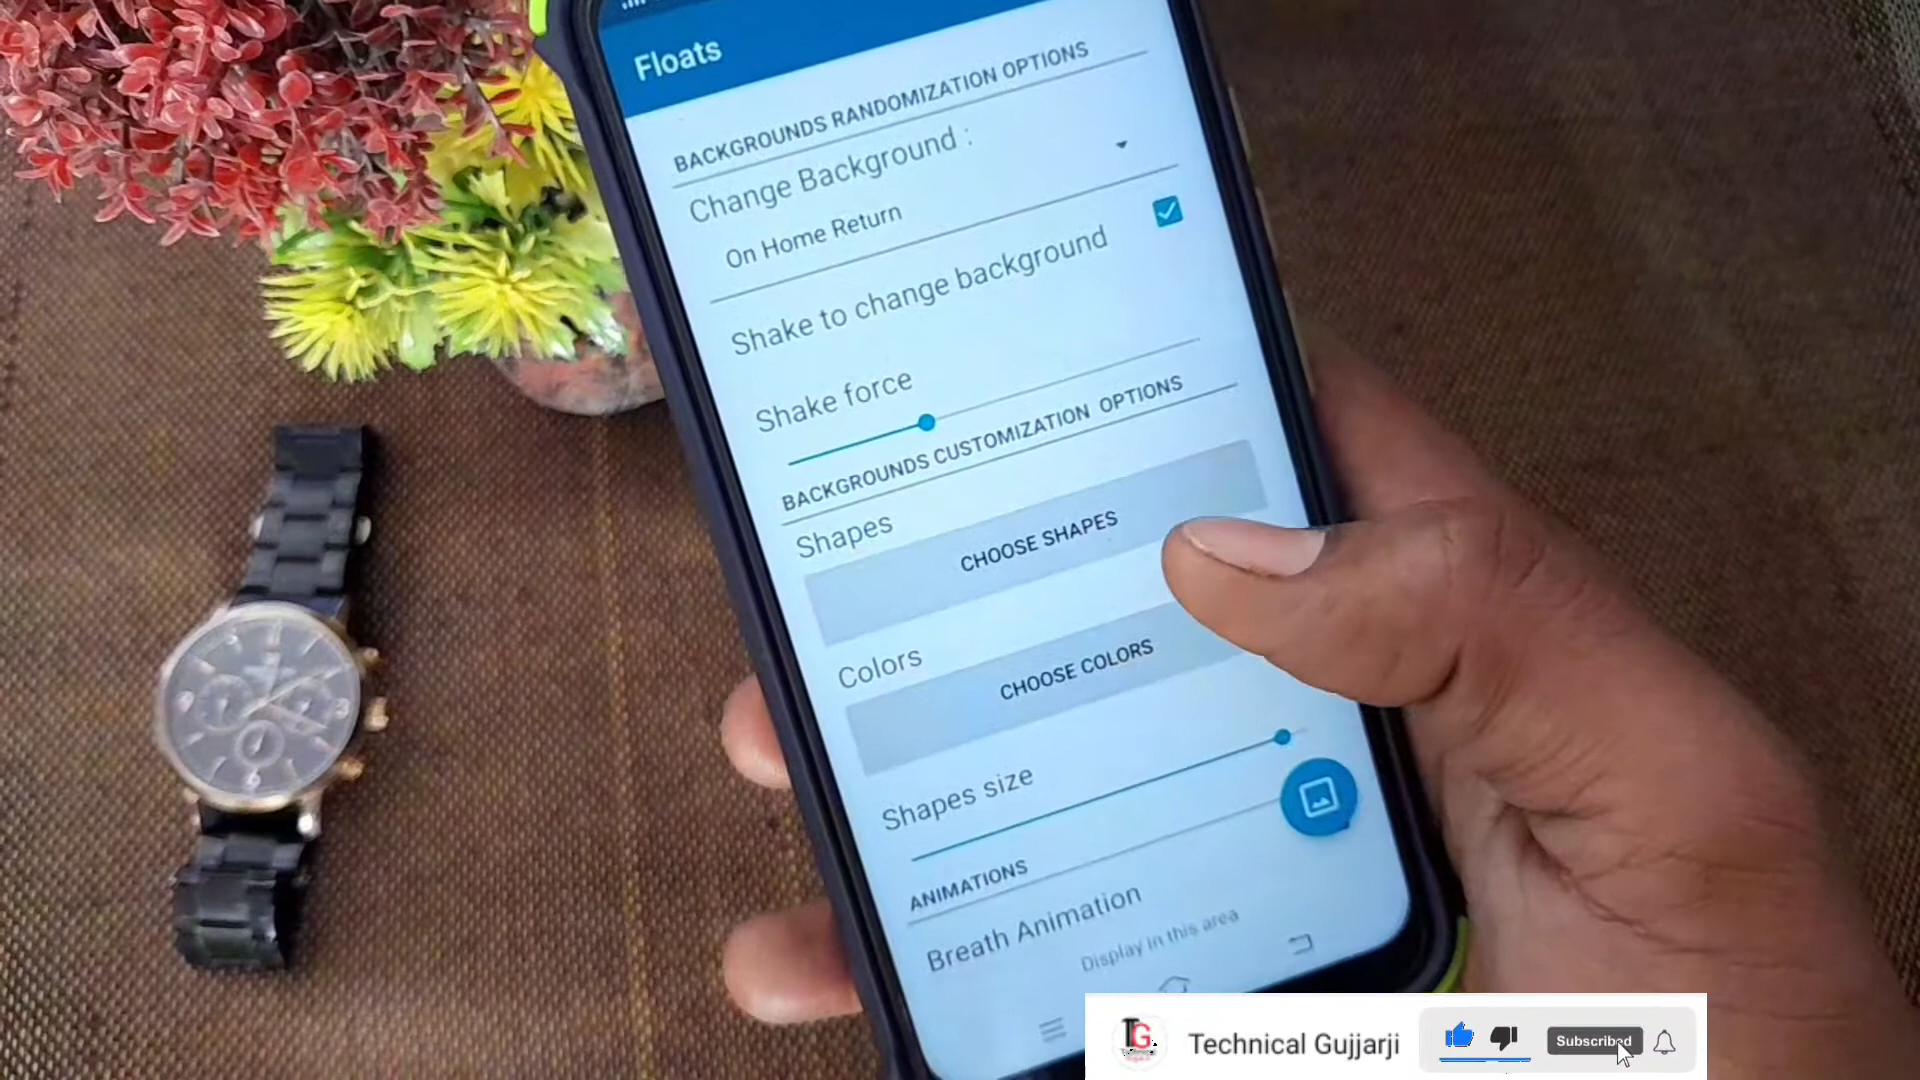 Floats
BACKGROUNDS RANDOMIZATION OPTIONS
Change Background :
On Home Return
Shake to change background
Shake force
BACKGROUNDS CUSTOMIZATION OPTIONS
Shapes
CHOOSE SHAPES
Colors
CHOOSE COLORS
Shapes size
ANIMATIONS
Breath Animation
Display in this area
TG
Technical Gujjarji
Subscribed